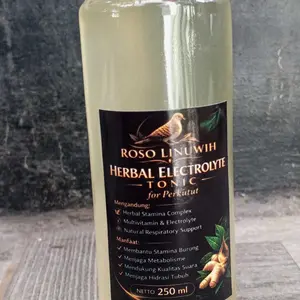 ROSO LINUWIH
HERBAL ELECTROLYTE
TONIC
for Perkutut
Mengandung:
Herbal Stamina Complex
Multivitamin & Electrolyte
Natural Respiratory Support
Manfaat:
Membantu Stamina Burung
Menjaga Metabolisme
Mendukung Kualitas Suara
Menjaga Hidrasi Tubuh
NETTO 250 ml